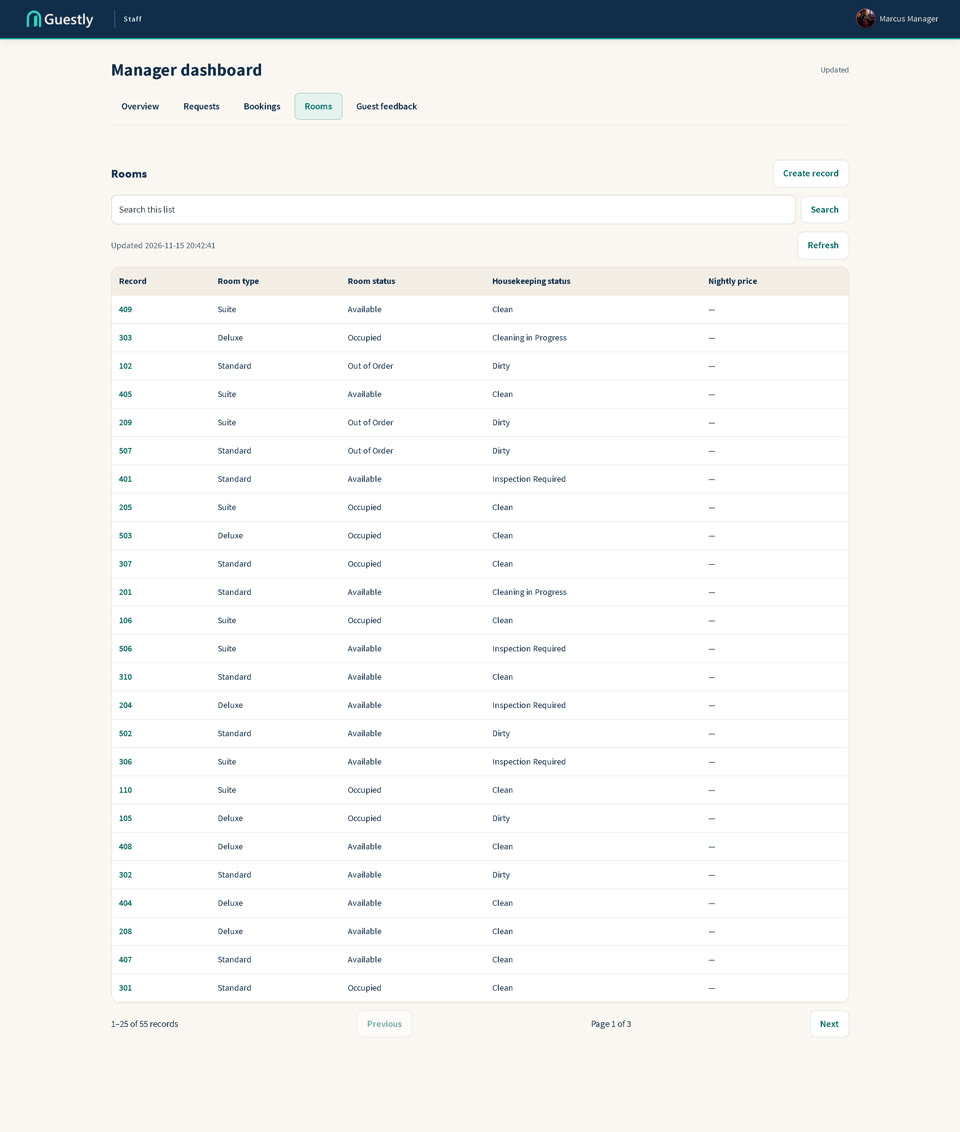 Guestly Staff Marcus Manager
Manager dashboard Updated
Overview Requests Bookings Rooms Guest feedback
Rooms Create record
Search this list Search
Updated 2026-11-15 20:42:41 Refresh
Record Room type Room status Housekeeping status Nightly price
409 Suite Available Clean —
303 Deluxe Occupied Cleaning in Progress —
102 Standard Out of Order Dirty —
405 Suite Available Clean —
209 Suite Out of Order Dirty —
507 Standard Out of Order Dirty —
401 Standard Available Inspection Required —
205 Suite Occupied Clean —
503 Deluxe Occupied Clean —
307 Standard Occupied Clean —
201 Standard Available Cleaning in Progress —
106 Suite Occupied Clean —
506 Suite Available Inspection Required —
310 Standard Available Clean —
204 Deluxe Available Inspection Required —
502 Standard Available Dirty —
306 Suite Available Inspection Required —
110 Suite Occupied Clean —
105 Deluxe Occupied Dirty —
408 Deluxe Available Clean —
302 Standard Available Dirty —
404 Deluxe Available Clean —
208 Deluxe Available Clean —
407 Standard Available Clean —
301 Standard Occupied Clean —
1–25 of 55 records Previous Page 1 of 3 Next